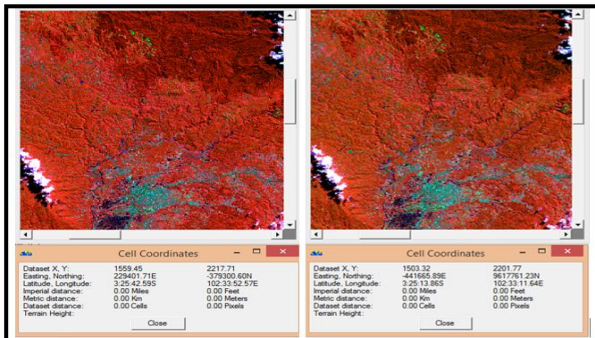 Cell Coordinates
Dataset X, Y: 1559.45 2217.71
Easting, Northing: 229401.71E -379300.60N
Latitude, Longitude: 3:25:42.59S 102:33:52.57E
Imperial distance: 0.00 Miles 0.00 Feet
Metric distance: 0.00 Km 0.00 Meters
Dataset distance: 0.00 Cells 0.00 Pixels
Terrain Height:
Close
Cell Coordinates
Dataset X, Y: 1503.32 2201.77
Easting, Northing: -441665.89E 9617761.23N
Latitude, Longitude: 3:25:13.86S 102:33:11.64E
Imperial distance: 0.00 Miles 0.00 Feet
Metric distance: 0.00 Km 0.00 Meters
Dataset distance: 0.00 Cells 0.00 Pixels
Terrain Height:
Close